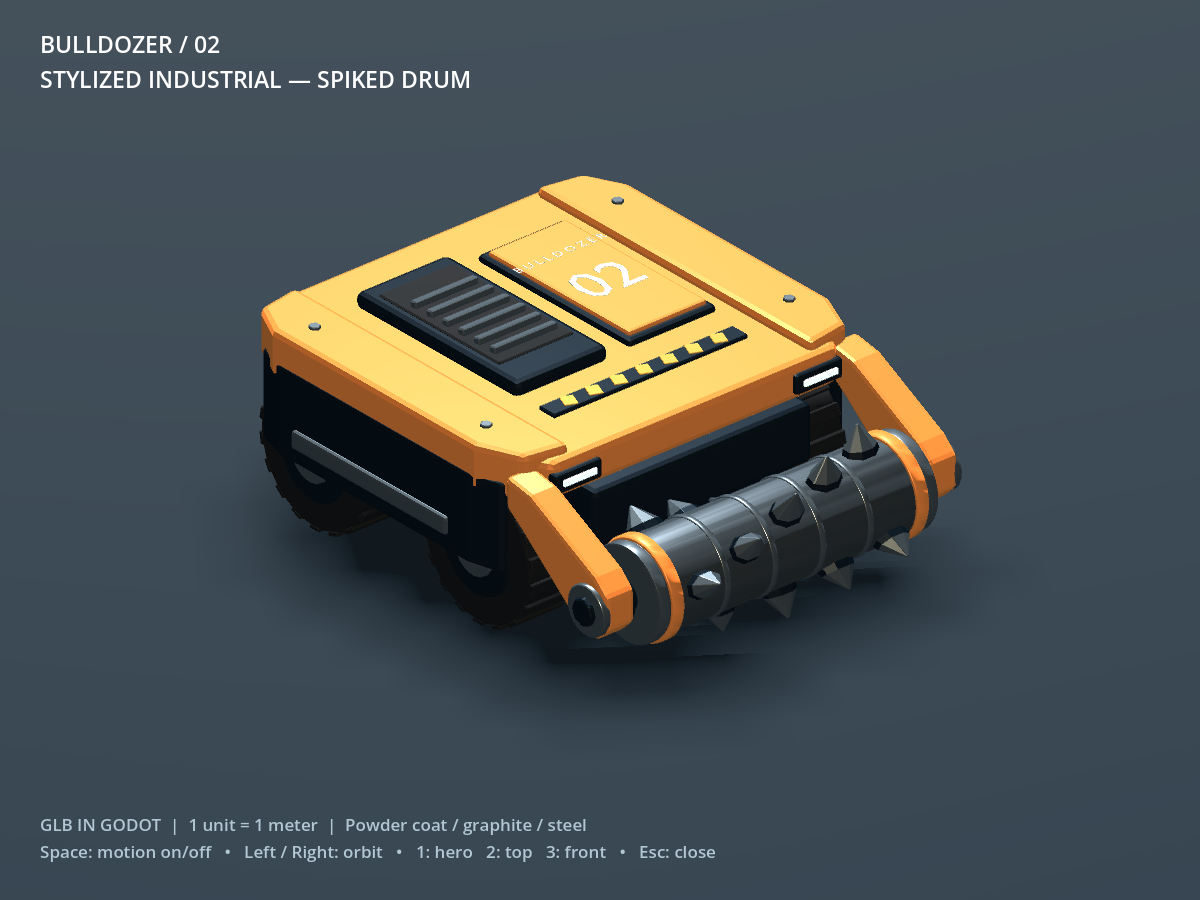 BULLDOZER / 02
STYLIZED INDUSTRIAL — SPIKED DRUM
BULLDOZER
02
GLB IN GODOT | 1 unit = 1 meter | Powder coat / graphite / steel
Space: motion on/off • Left / Right: orbit • 1: hero 2: top 3: front • Esc: close